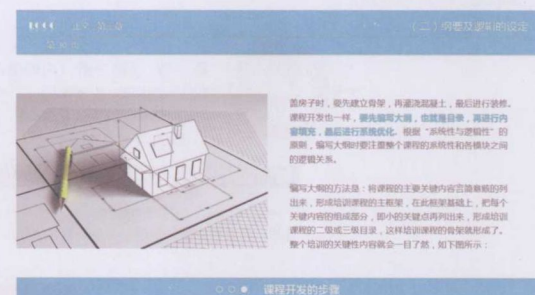 (二)纲要及课纲的设定
盖房子时，要先建立骨架，再灌浇混凝土，最后进行装修。
课程开发也一样，要先编写大纲，也就是目录，再进行内
容填充，最后进行系统优化。根据“系统性与逻辑性”的
原则，编写大纲时要注重整个课程的系统性和各模块之间
的逻辑关系。
编写大纲的方法是：将课程的主要关键内容言简意赅的列
出来，形成培训课程的主框架，在此框架基础上，把每个
关键内容的组成部分，即小的关键点再列出来，形成培训
课程的二级或三级目录，这样培训课程的骨架就形成了。
整个培训的关键性内容就会一目了然，如下图所示：
课程开发的步骤